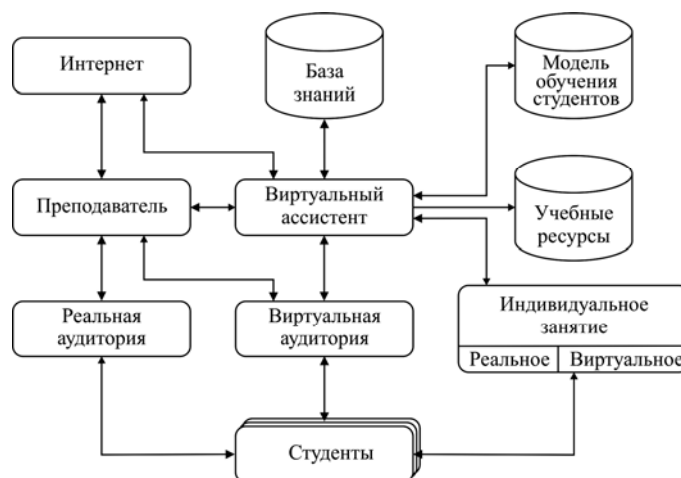 Интернет
База
знаний
Модель
обучения
студентов
Преподаватель
Виртуальный
ассистент
Учебные
ресурсы
Реальная
аудитория
Виртуальная
аудитория
Индивидуальное
занятие
Реальное
Виртуальное
Студенты